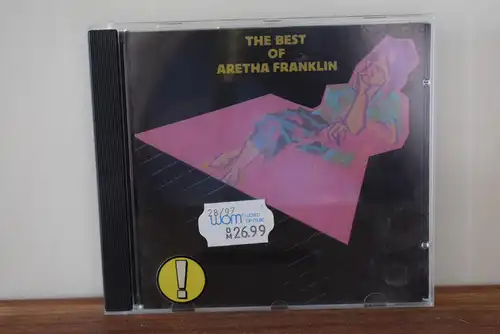 THE BEST
OF
ARETHA FRANKLIN
28/97
wom WORLD
OF MUSIC
DM 26.99
!